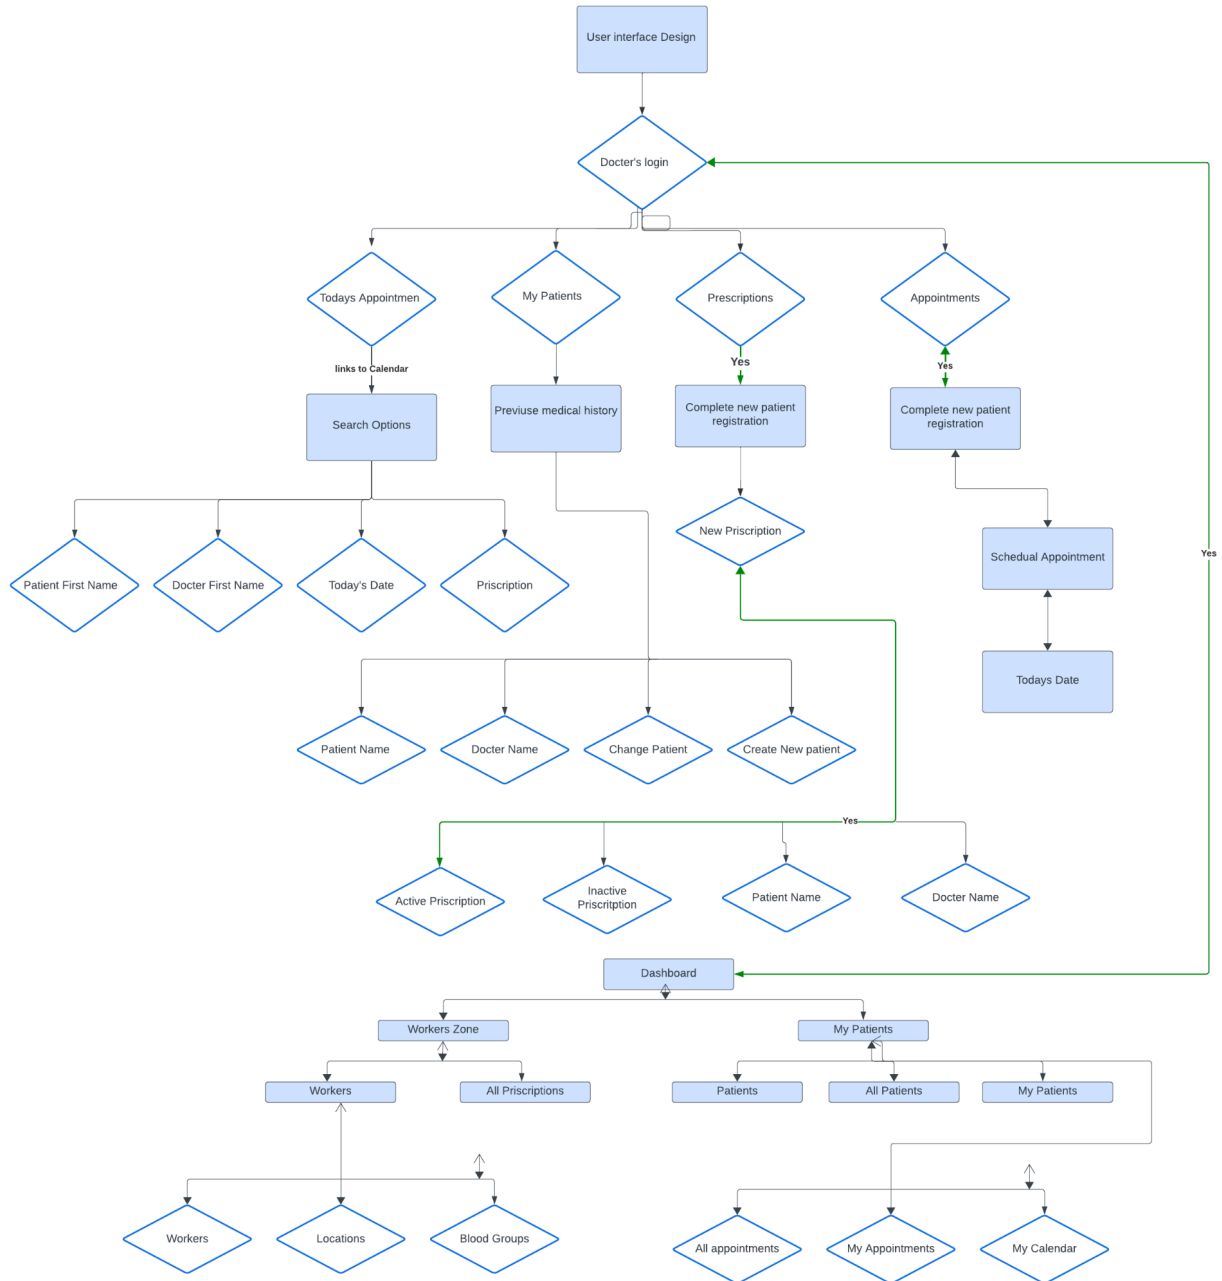 User interface Design
Docter's login
Todays Appointmen
My Patients
Prescriptions
Appointments
links to Calendar
Yes
Yes
Search Options
Previuse medical history
Complete new patient
registration
Complete new patient
registration
New Priscription
Schedual Appointment
Yes
Patient First Name
Docter First Name
Today's Date
Priscription
Todays Date
Patient Name
Docter Name
Change Patient
Create New patient
Yes
Active Priscription
Inactive
Priscritption
Patient Name
Docter Name
Dashboard
Workers Zone
My Patients
Workers
All Priscriptions
Patients
All Patients
My Patients
Workers
Locations
Blood Groups
All appointments
My Appointments
My Calendar